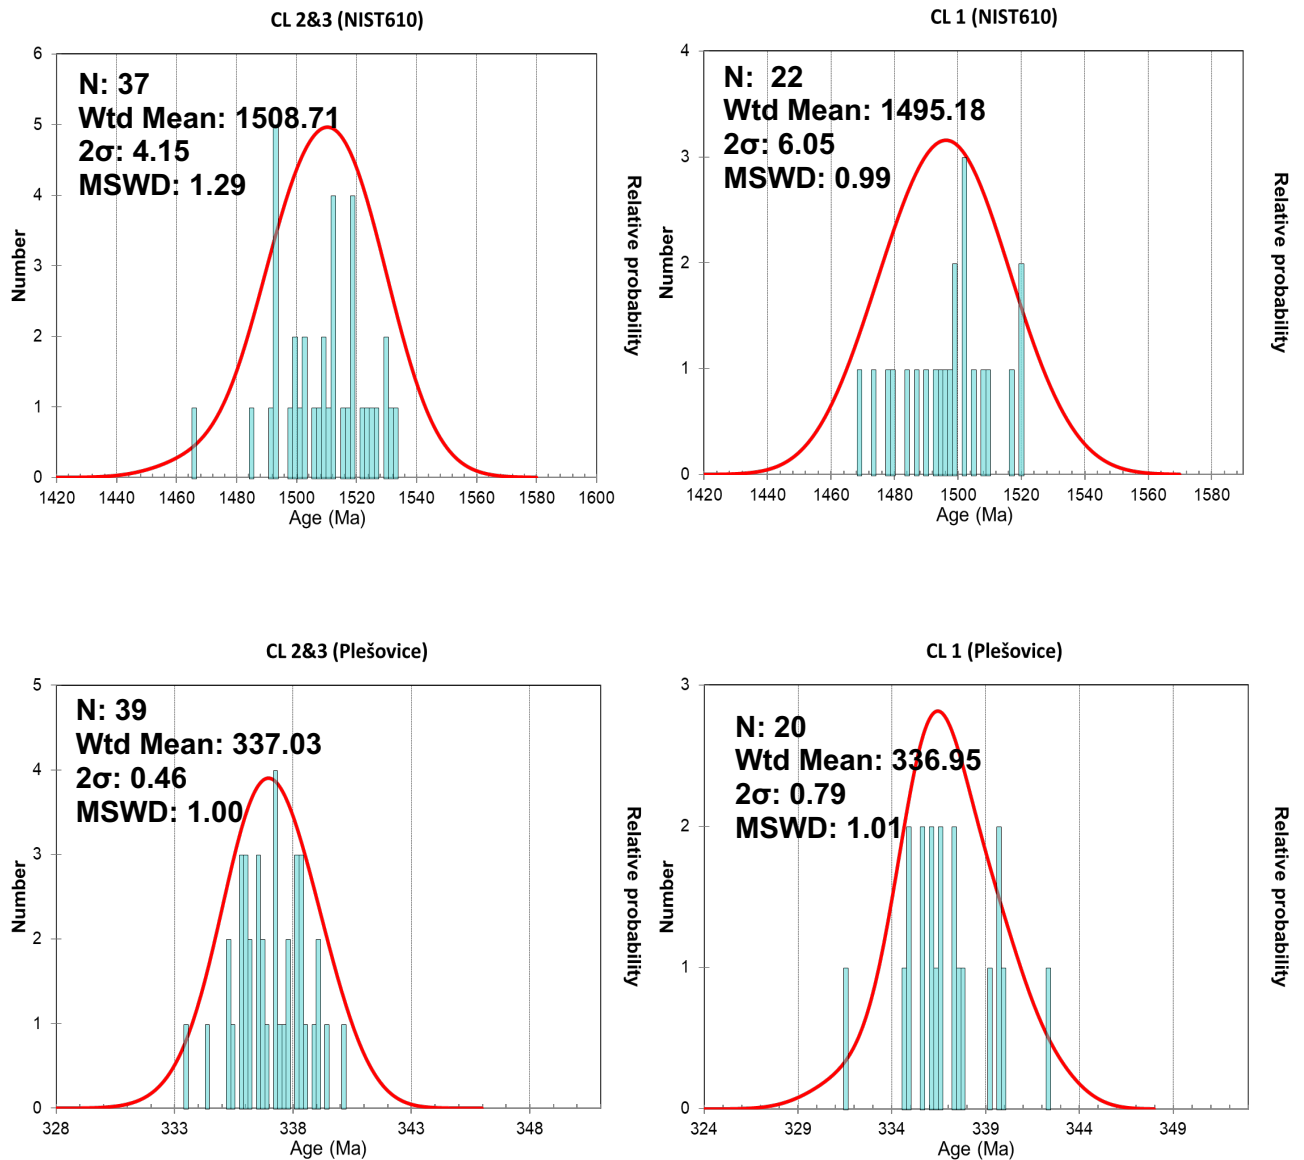 CL 2&3 (NIST610)
N: 37
Wtd Mean: 1508.71
2σ: 4.15
MSWD: 1.29
6
5
4
3
2
1
0
Number
Relative probability
1420 1440 1460 1480 1500 1520 1540 1560 1580 1600
Age (Ma)
CL 1 (NIST610)
N: 22
Wtd Mean: 1495.18
2σ: 6.05
MSWD: 0.99
4
3
2
1
0
Number
Relative probability
1420 1440 1460 1480 1500 1520 1540 1560 1580
Age (Ma)
CL 2&3 (Plešovice)
N: 39
Wtd Mean: 337.03
2σ: 0.46
MSWD: 1.00
5
4
3
2
1
0
Number
Relative probability
328 333 338 343 348
Age (Ma)
CL 1 (Plešovice)
N: 20
Wtd Mean: 336.95
2σ: 0.79
MSWD: 1.01
3
2
1
0
Number
Relative probability
324 329 334 339 344 349
Age (Ma)